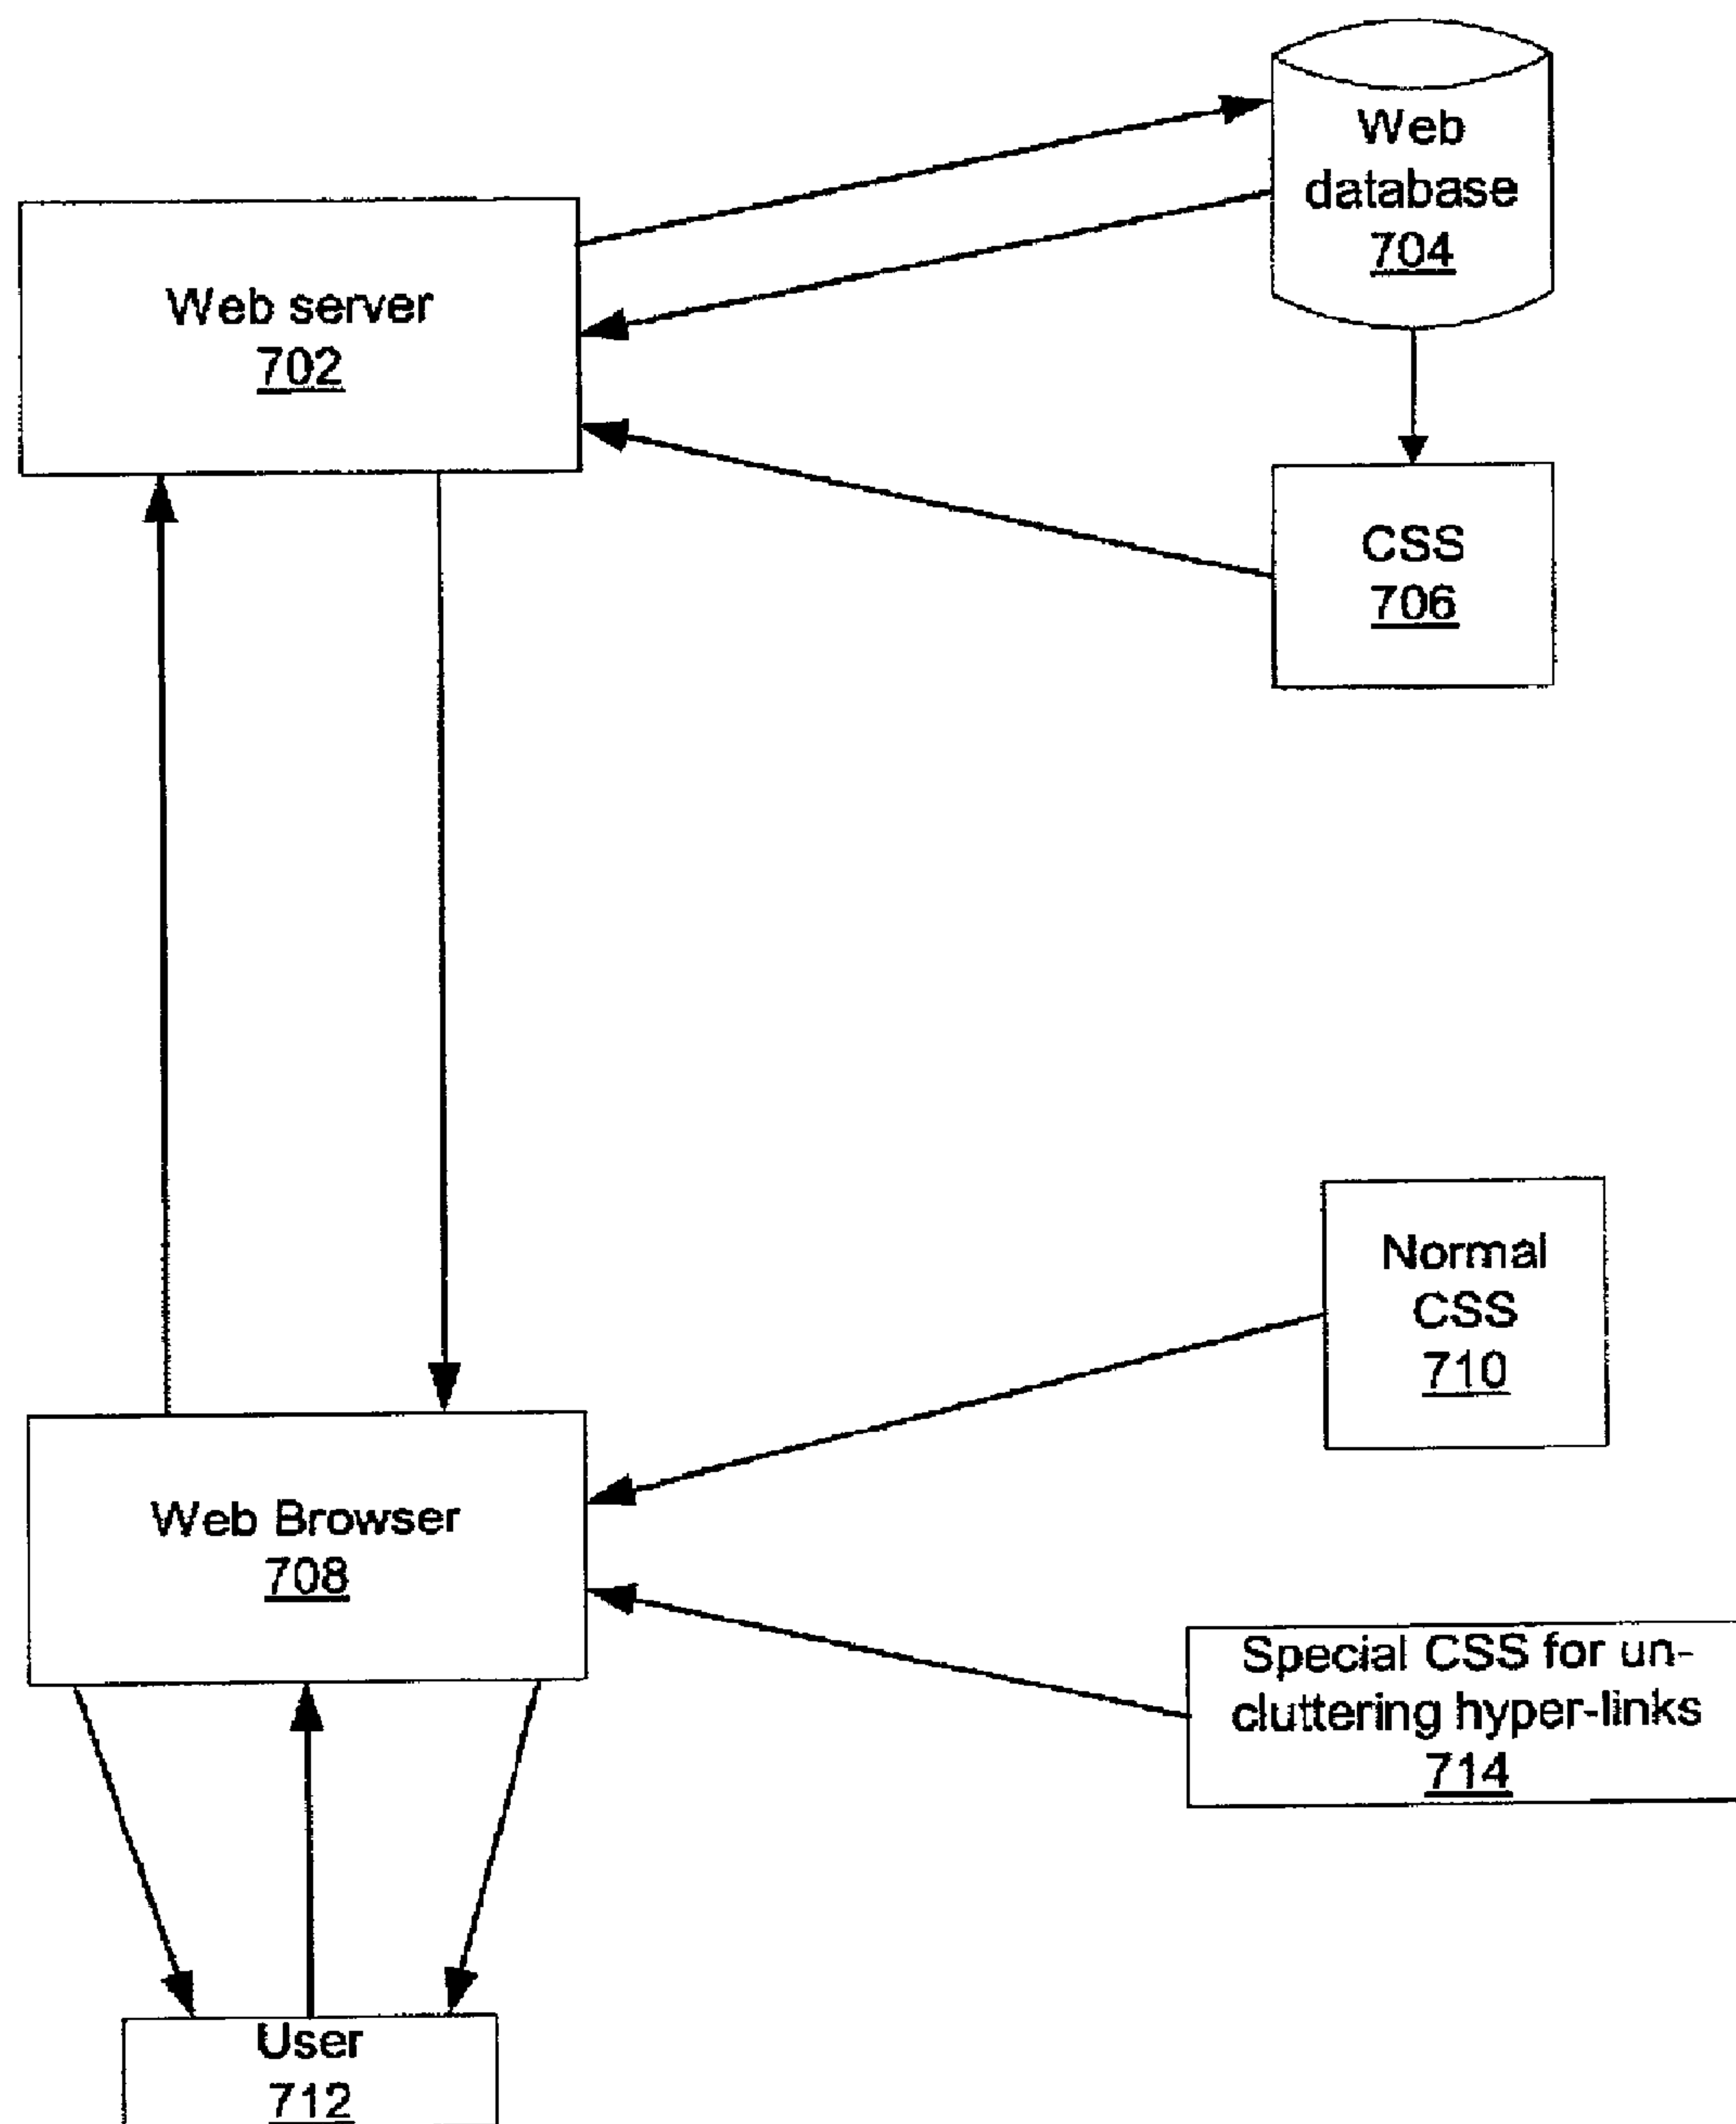 Web
database
704
Web server
702
CSS
706
Normal
CSS
710
Web Browser
708
Special CSS for un-
cluttering hyper-links
714
User
712